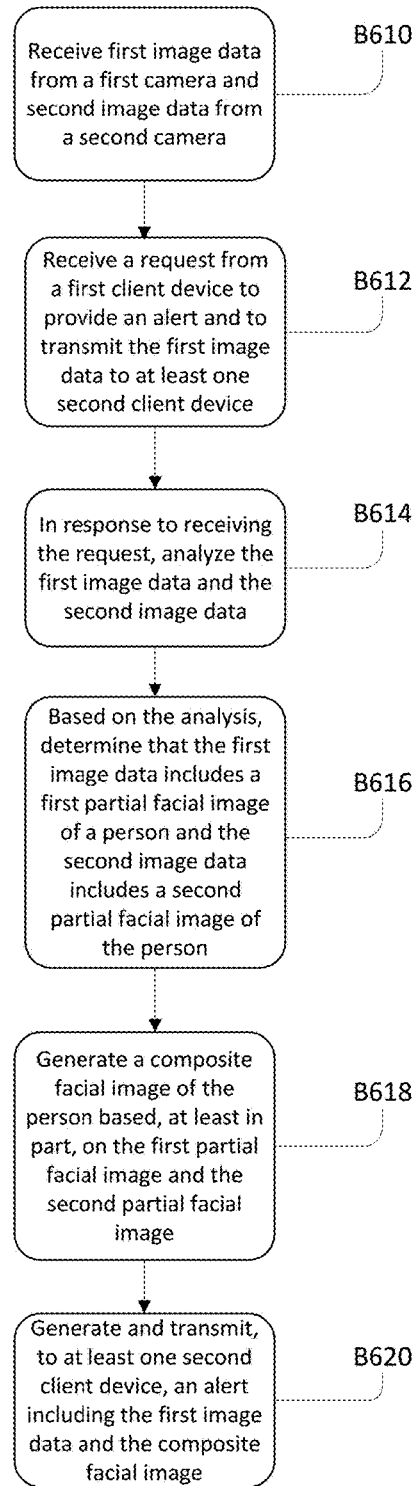 Receive first image data
from a first camera and
second image data from
a second camera
B610
Receive a request from
a first client device to
provide an alert and to
transmit the first image
data to at least one
second client device
B612
In response to receiving
the request, analyze the
first image data and the
second image data
B614
Based on the analysis,
determine that the first
image data includes a
first partial facial image
of a person and the
second image data
includes a second
partial facial image of
the person
B616
Generate a composite
facial image of the
person based, at least in
part, on the first partial
facial image and the
second partial facial
image
B618
Generate and transmit,
to at least one second
client device, an alert
including the first image
data and the composite
facial image
B620